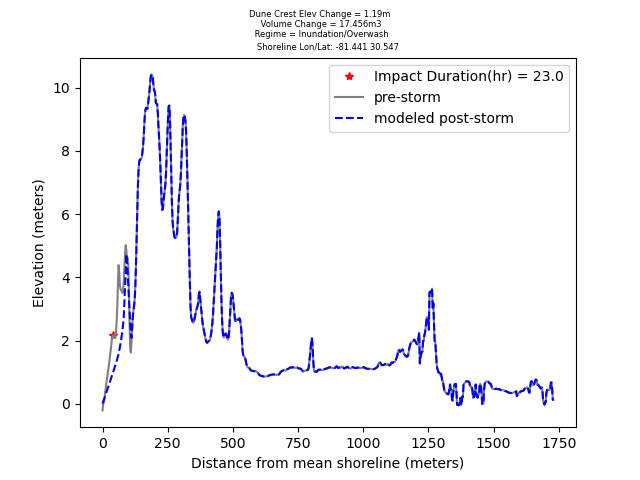 Dune Crest Elev Change = 1.19m
Volume Change = 17.456m3
Regime = Inundation/Overwash
Shoreline Lon/Lat: -81.441 30.547
Impact Duration(hr) = 23.0
pre-storm
modeled post-storm
Elevation (meters)
10
8
6
4
2
0
0
250
500
750
1000
1250
1500
1750
Distance from mean shoreline (meters)